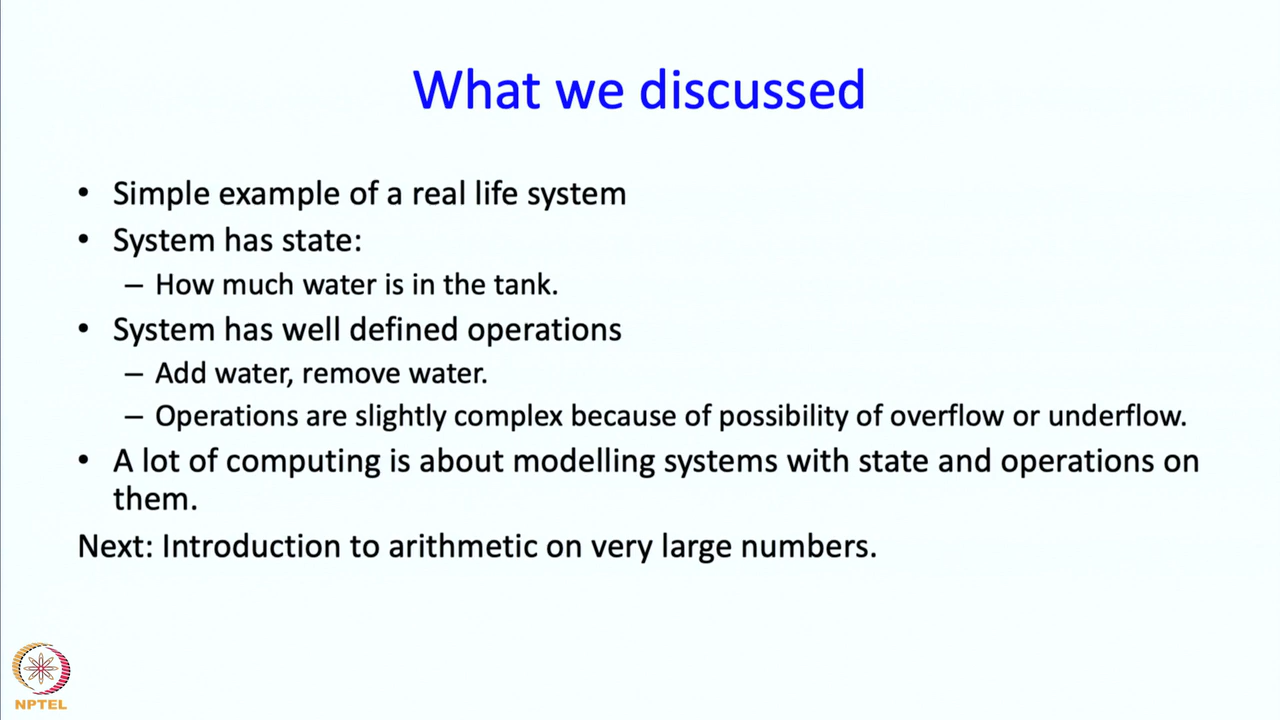 What we discussed
• Simple example of a real life system
• System has state:
– How much water is in the tank.
• System has well defined operations
– Add water, remove water.
– Operations are slightly complex because of possibility of overflow or underflow.
• A lot of computing is about modelling systems with state and operations on
them.
Next: Introduction to arithmetic on very large numbers.
NPTEL